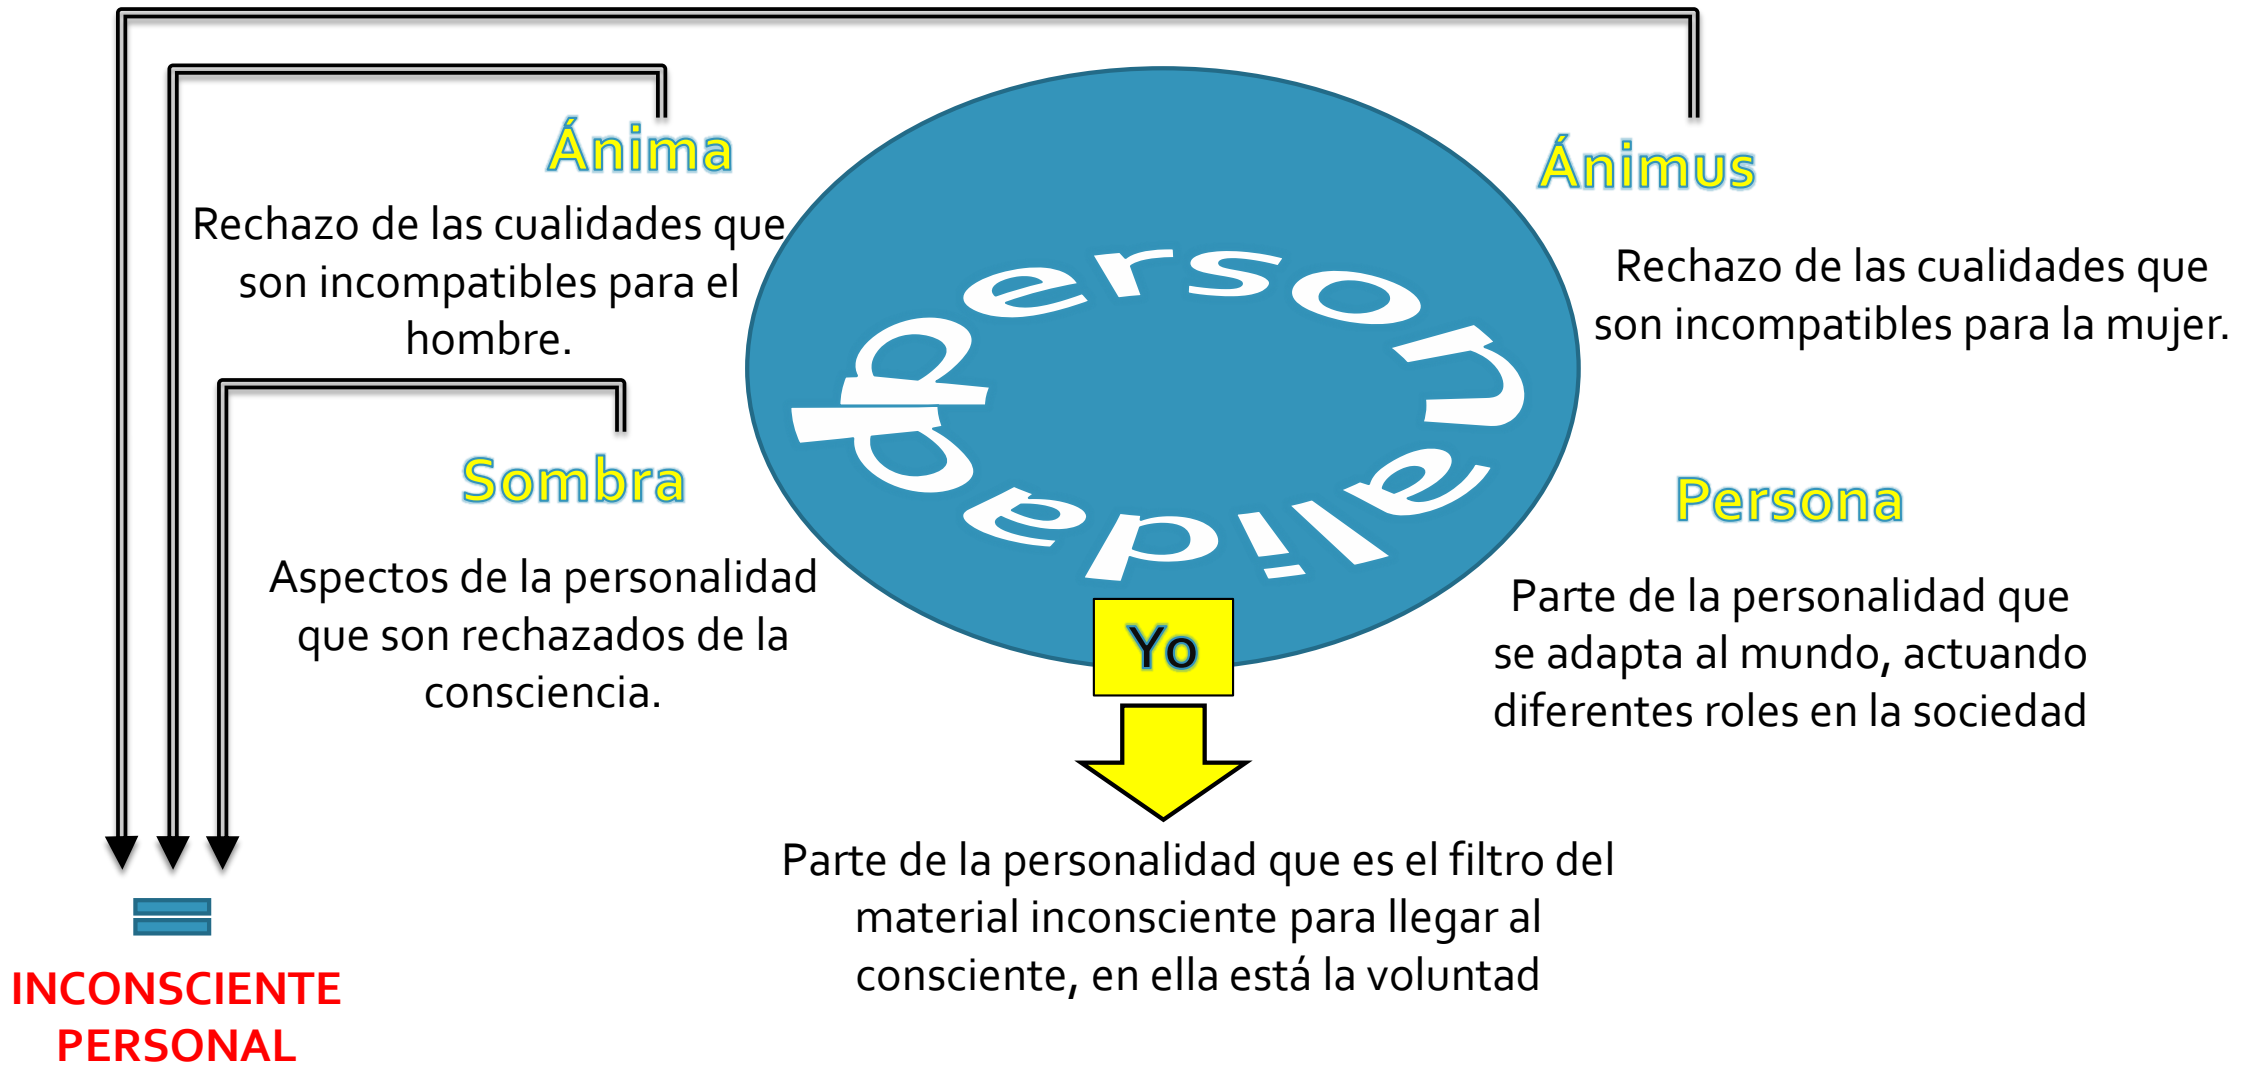 Ánima
Rechazo de las cualidades que
son incompatibles para el
hombre.
Ánimus
Rechazo de las cualidades que
son incompatibles para la mujer.
personalidad
Sombra
Aspectos de la personalidad
que son rechazados de la
consciencia.
Persona
Parte de la personalidad que
se adapta al mundo, actuando
diferentes roles en la sociedad
Yo
Parte de la personalidad que es el filtro del
material inconsciente para llegar al
consciente, en ella está la voluntad
INCONSCIENTE
PERSONAL